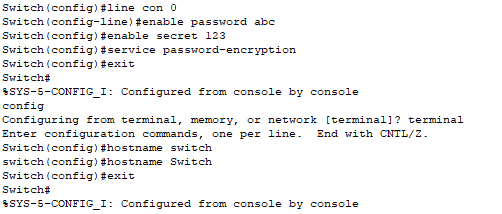 Switch(config)#line con 0
Switch(config-line)#enable password abc
Switch(config)#enable secret 123
Switch(config)#service password-encryption
Switch(config)#exit
Switch#
%SYS-5-CONFIG_I: Configured from console by console
config
Configuring from terminal, memory, or network [terminal]? terminal
Enter configuration commands, one per line.  End with CNTL/Z.
Switch(config)#hostname switch
switch(config)#hostname Switch
Switch(config)#exit
Switch#
%SYS-5-CONFIG_I: Configured from console by console